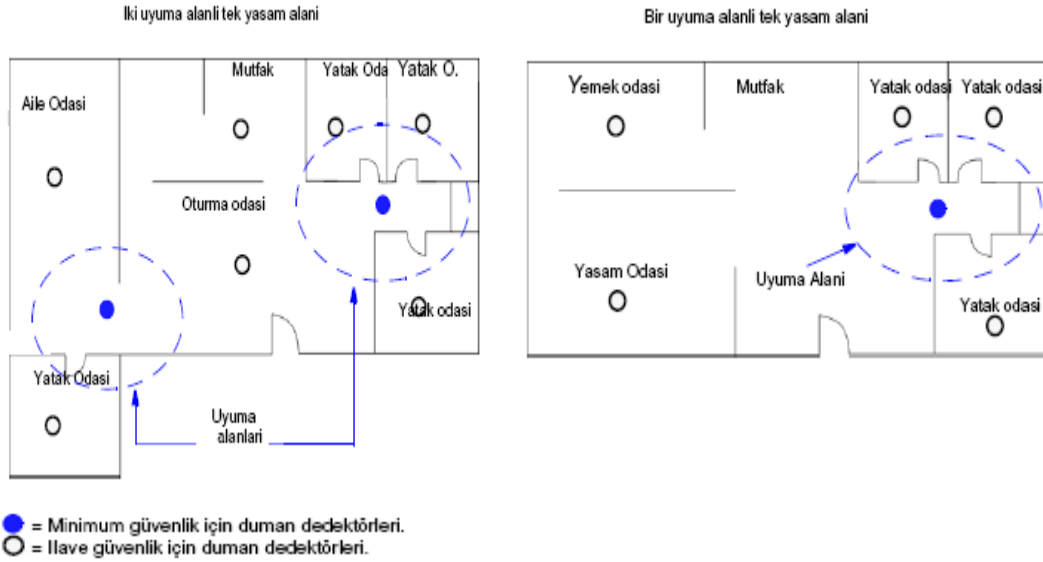 Iki uyuma alanli tek yasam alani
Bir uyuma alanli tek yasam alani
Aile Odasi
Mutfak
Yatak Oda
Yatak O.
Oturma odasi
Yatak odasi
Yatak Odasi
Uyuma
alanlari
Yemek odasi
Mutfak
Yatak odasi
Yatak odasi
Yasam Odasi
Uyuma Alani
Yatak odasi
= Minimum güvenlik için duman dedektörleri.
= Ilave güvenlik için duman dedektörleri.